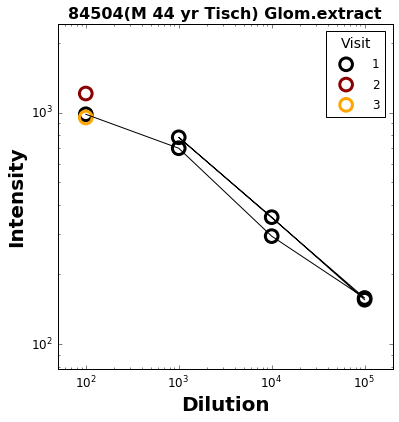 84504(M 44 yr Tisch) Glom.extract
Visit
1
2
3
10³
10²
Intensity
10² 10³ 10⁴ 10⁵
Dilution